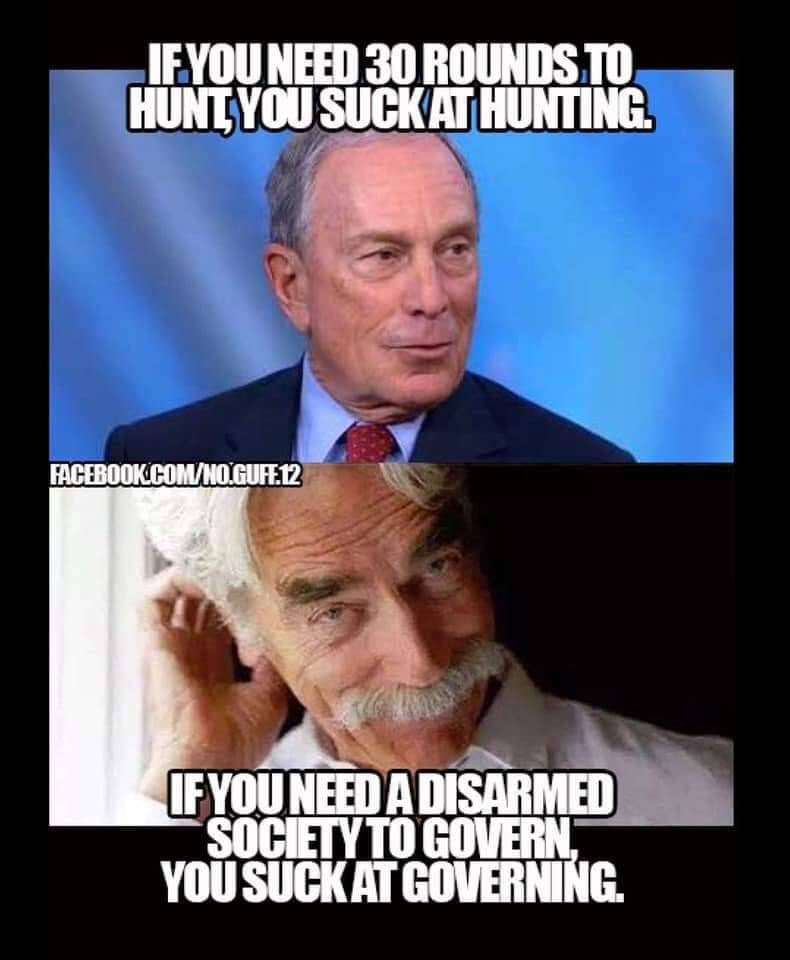 IF YOU NEED 30 ROUNDS TO
HUNT, YOU SUCK AT HUNTING.
FACEBOOK.COM/NO.GUFF.12
IF YOU NEED A DISARMED
SOCIETY TO GOVERN,
YOU SUCK AT GOVERNING.